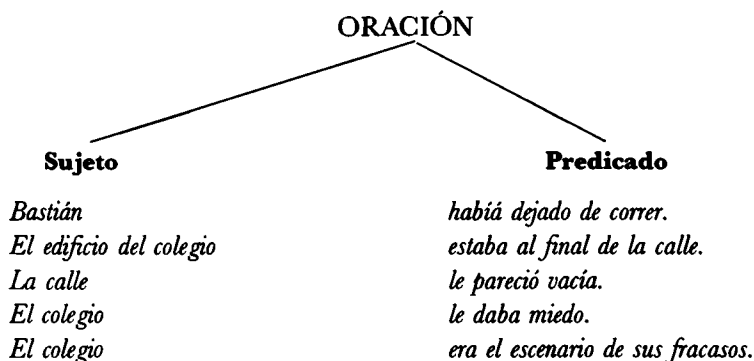 ORACIÓN
Sujeto Predicado
Bastián habíá dejado de correr.
El edificio del colegio estaba al final de la calle.
La calle le pareció vacía.
El colegio le daba miedo.
El colegio era el escenario de sus fracasos.